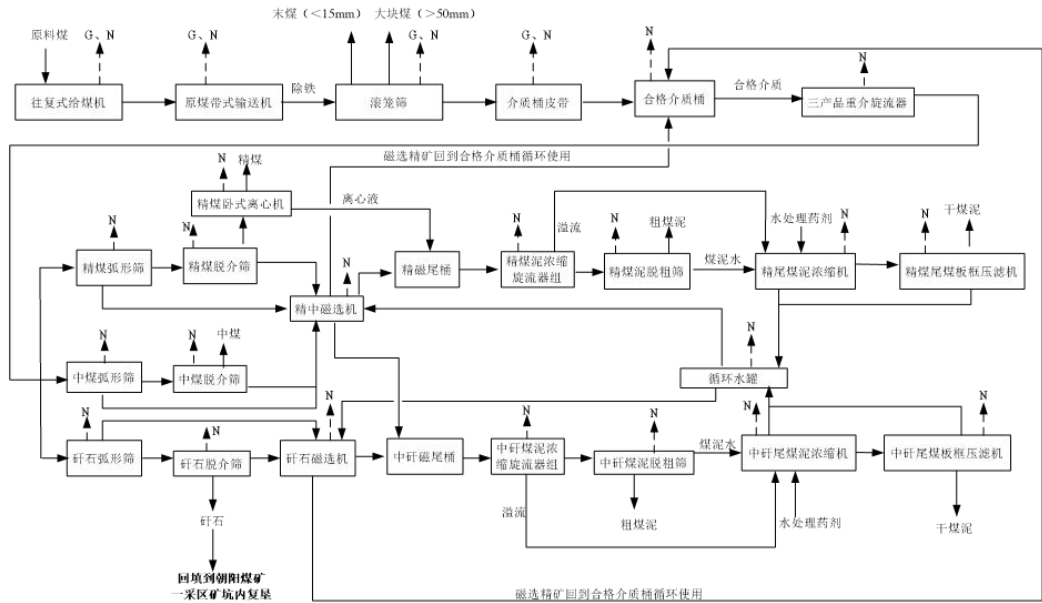 末煤（<15mm）
大块煤（>50mm）
原料煤
G、N
G、N
G、N
N
N
往复式给煤机
原煤带式输送机
除铁
滚笼筛
介质桶皮带
合格介质桶
合格介质
三产品重介旋流器
磁选精矿回到合格介质桶循环使用
N
精煤
精煤卧式离心机
离心液
N
N
精煤弧形筛
精煤脱介筛
精磁尾桶
N
精煤泥浓缩
旋流器组
溢流
N
粗煤泥
精煤泥脱粗筛
煤泥水
水处理药剂
N
精尾煤泥浓缩机
N
干煤泥
精煤尾煤板框压滤机
N
精中磁选机
N
N
中煤
中煤弧形筛
中煤脱介筛
N
循环水罐
N
N
N
矸石弧形筛
矸石脱介筛
矸石磁选机
中矸磁尾桶
N
中矸煤泥浓
缩旋流器组
N
中矸煤泥脱粗筛
煤泥水
N
中矸尾煤泥浓缩机
N
中矸尾煤板框压滤机
矸石
溢流
粗煤泥
水处理药剂
干煤泥
回填到朝阳煤矿
一采区矿坑内复垦
磁选精矿回到合格介质桶循环使用